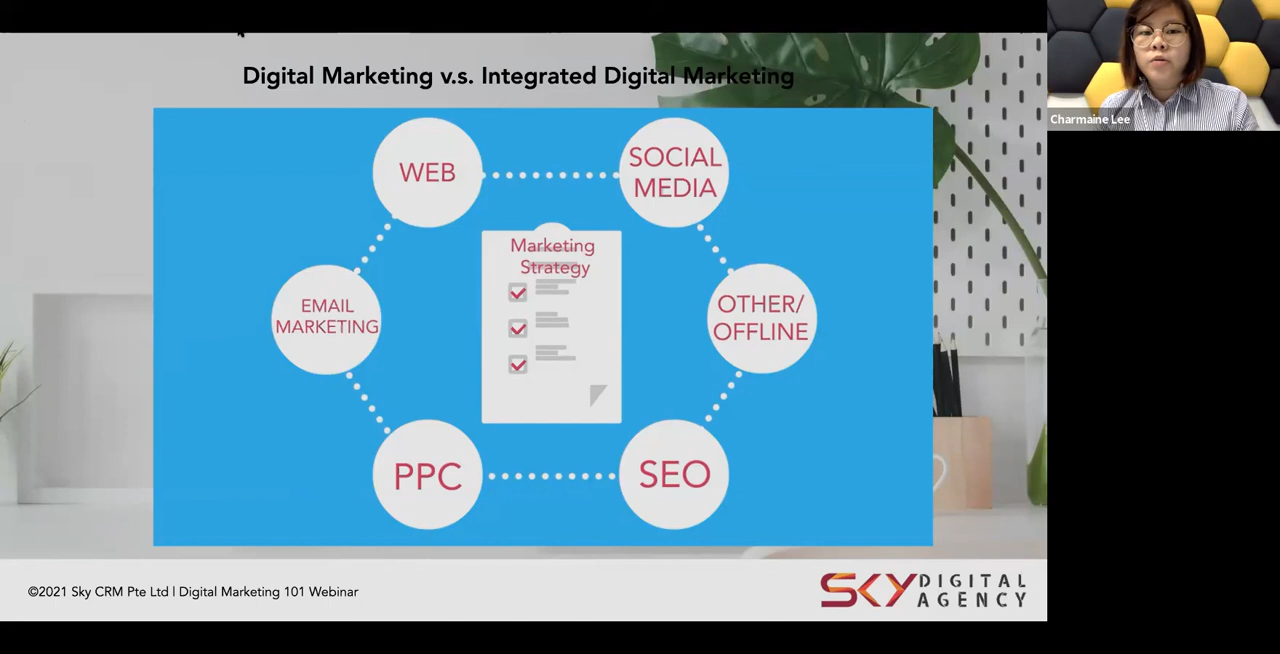 Digital Marketing v.s. Integrated Digital Marketing
Charmaine Lee
WEB
SOCIAL
MEDIA
Marketing
Strategy
EMAIL
MARKETING
OTHER/
OFFLINE
PPC
SEO
©2021 Sky CRM Pte Ltd | Digital Marketing 101 Webinar
SKY DIGITAL
AGENCY